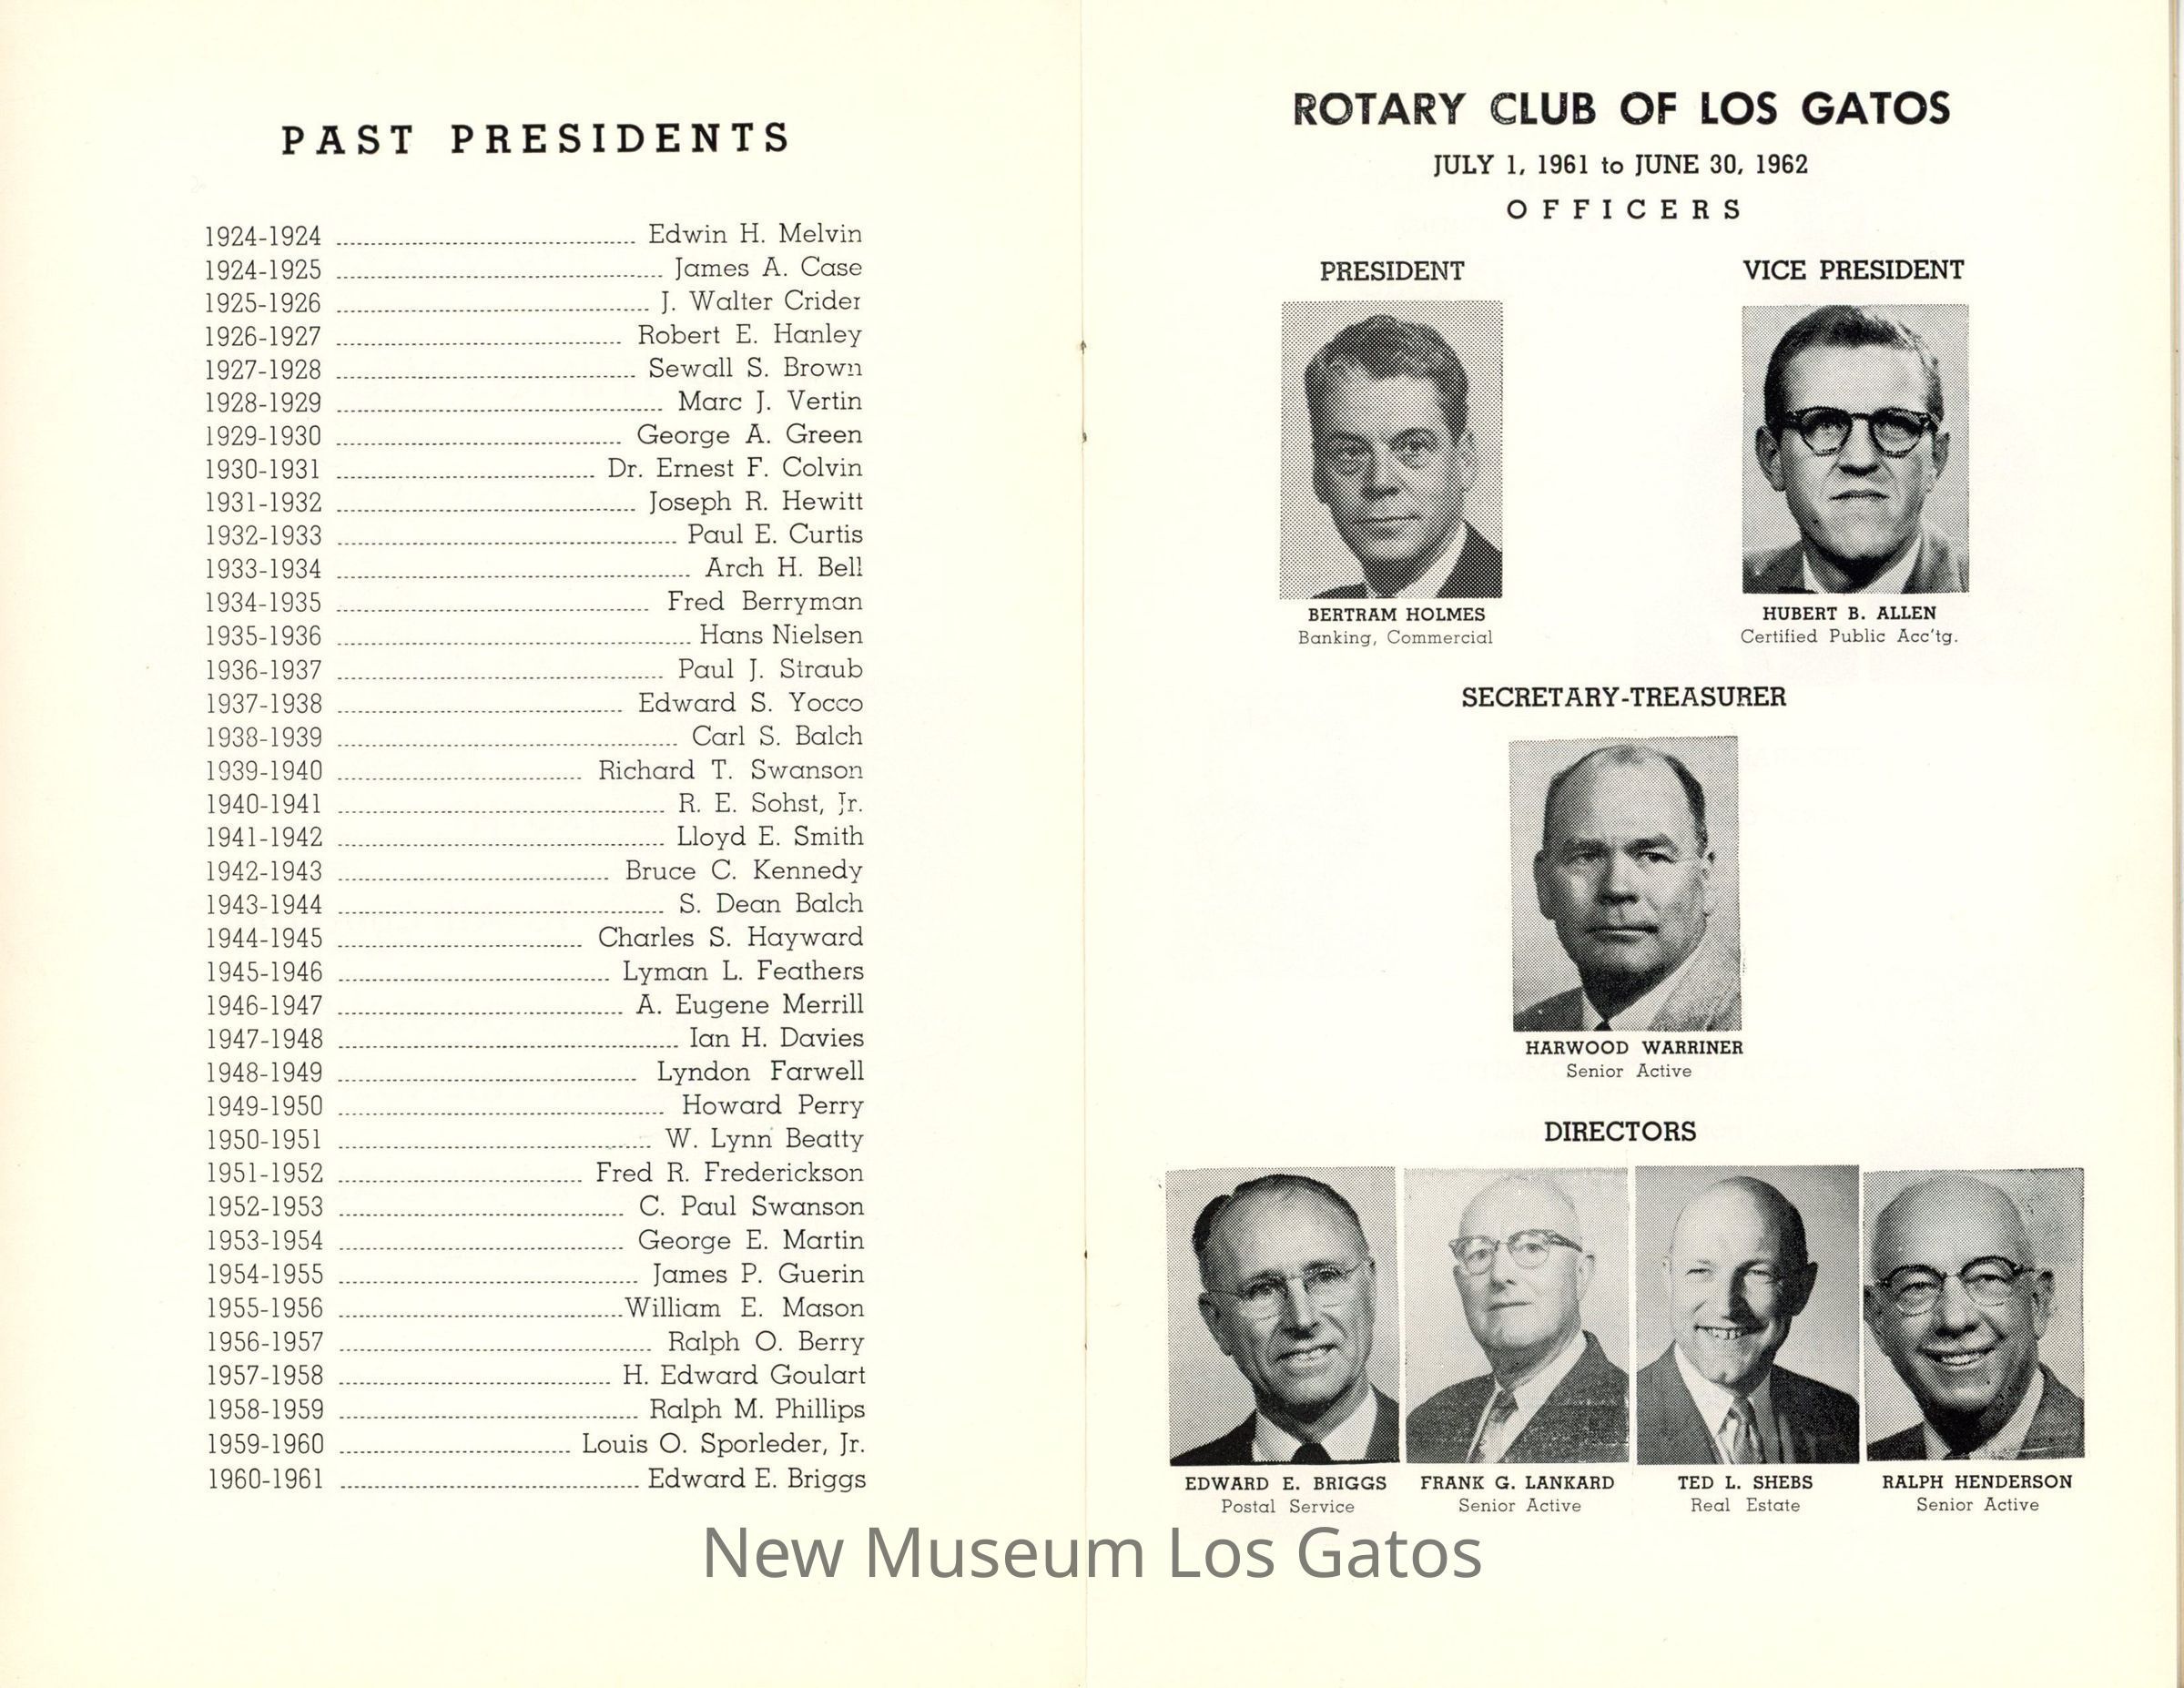 PAST PRESIDENTS
1924-1924 Edwin H. Melvin
1924-1925 James A. Case
1925-1926 J. Walter Crider
1926-1927 Robert E. Hanley
1927-1928 Sewall S. Brown
1928-1929 Marc J. Vertin
1929-1930 George A. Green
1930-1931 Dr. Ernest F. Colvin
1931-1932 Joseph R. Hewitt
1932-1933 Paul E. Curtis
1933-1934 Arch H. Bell
1934-1935 Fred Berryman
1935-1936 Hans Nielsen
1936-1937 Paul J. Straub
1937-1938 Edward S. Yocco
1938-1939 Carl S. Balch
1939-1940 Richard T. Swanson
1940-1941 R. E. Sohst, Jr.
1941-1942 Lloyd E. Smith
1942-1943 Bruce C. Kennedy
1943-1944 S. Dean Balch
1944-1945 Charles S. Hayward
1945-1946 Lyman L. Feathers
1946-1947 A. Eugene Merrill
1947-1948 Ian H. Davies
1948-1949 Lyndon Farwell
1949-1950 Howard Perry
1950-1951 W. Lynn Beatty
1951-1952 Fred R. Frederickson
1952-1953 C. Paul Swanson
1953-1954 George E. Martin
1954-1955 James P. Guerin
1955-1956 William E. Mason
1956-1957 Ralph O. Berry
1957-1958 H. Edward Goulart
1958-1959 Ralph M. Phillips
1959-1960 Louis O. Sporleder, Jr.
1960-1961 Edward E. Briggs
ROTARY CLUB OF LOS GATOS
JULY 1, 1961 to JUNE 30, 1962
OFFICERS
PRESIDENT
BERTRAM HOLMES
Banking, Commercial
VICE PRESIDENT
HUBERT B. ALLEN
Certified Public Acc'tg.
SECRETARY-TREASURER
HARWOOD WARRINER
Senior Active
DIRECTORS
EDWARD E. BRIGGS
Postal Service
FRANK G. LANKARD
Senior Active
TED L. SHEBS
Real Estate
RALPH HENDERSON
Senior Active
New Museum Los Gatos